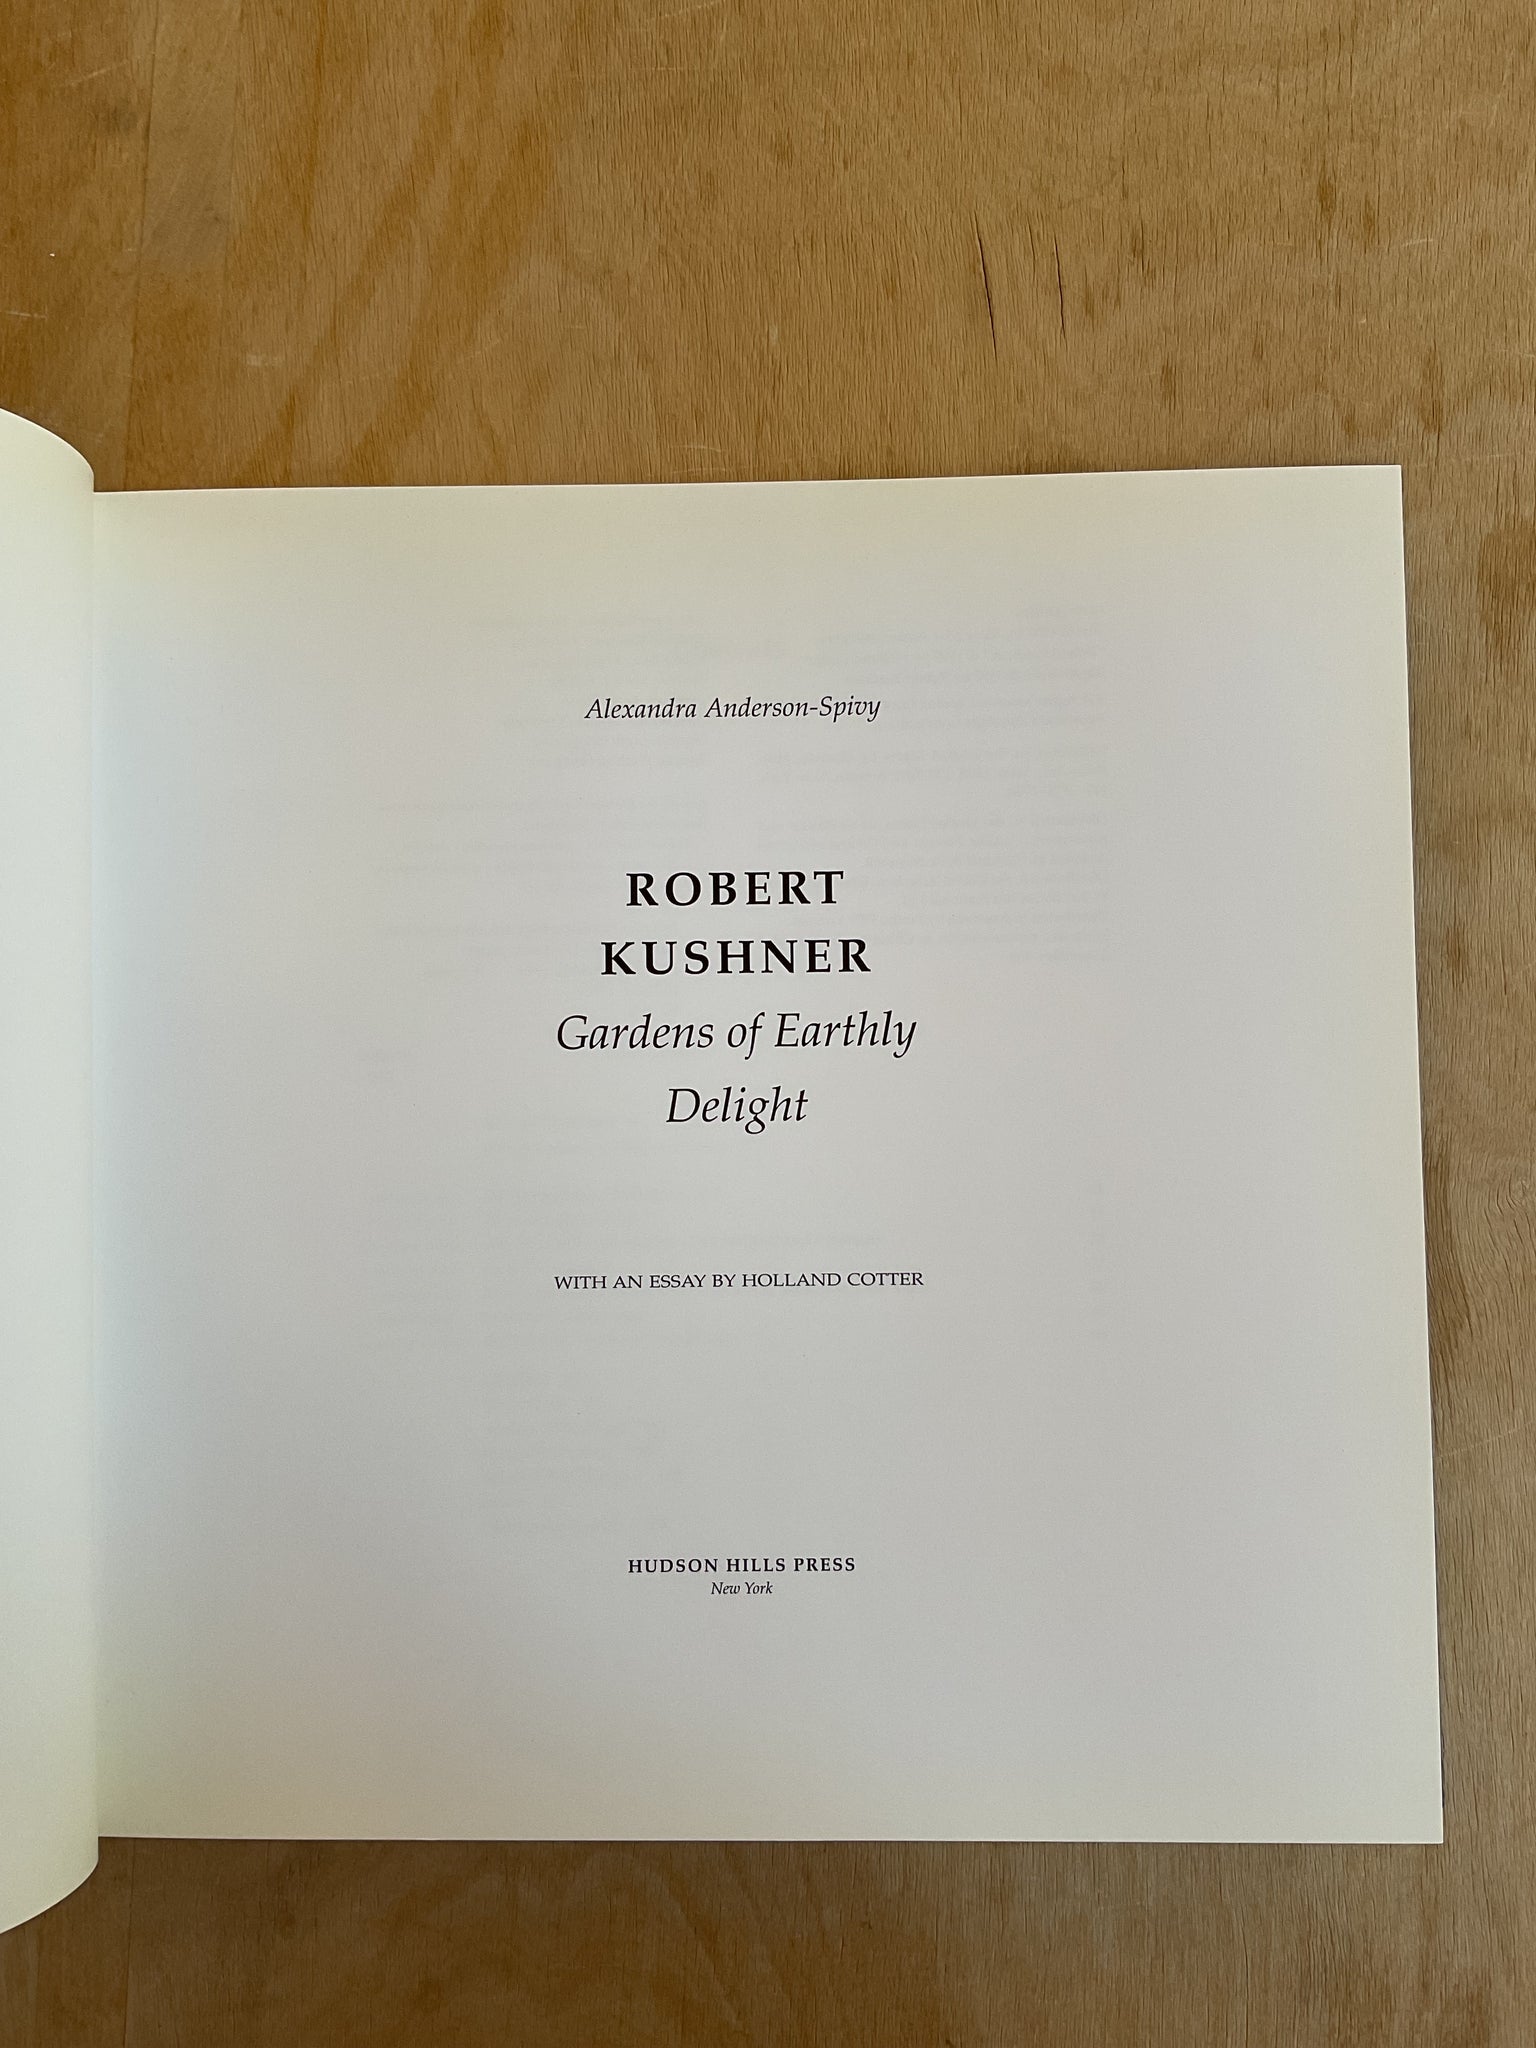 Alexandra Anderson-Spivy
ROBERT
KUSHNER
Gardens of Earthly
Delight
WITH AN ESSAY BY HOLLAND COTTER
HUDSON HILLS PRESS
New York